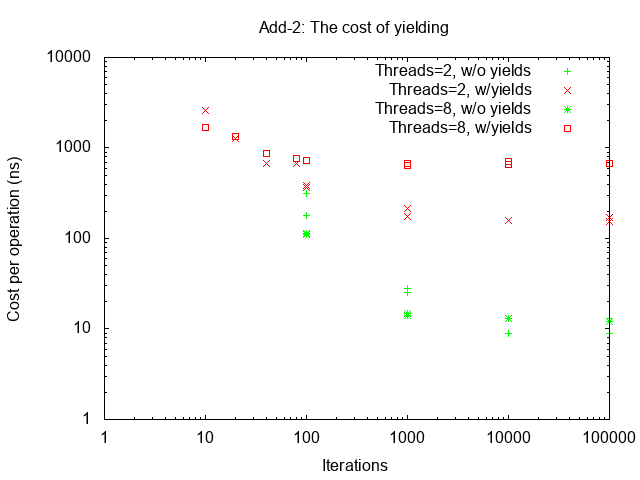 Add-2: The cost of yielding
10000
1000
100
10
1
Cost per operation (ns)
Threads=2, w/o yields
Threads=2, w/yields
Threads=8, w/o yields
Threads=8, w/yields
1 10 100 1000 10000 100000
Iterations